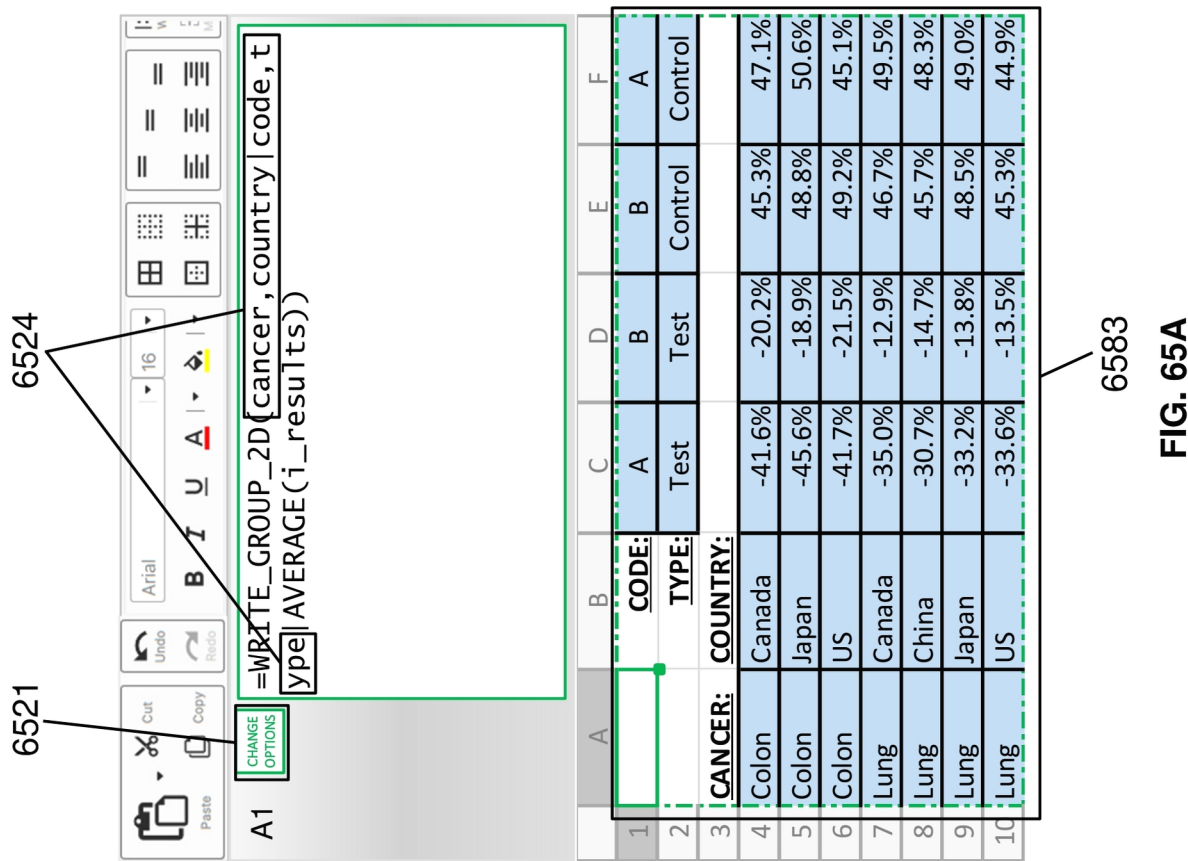 6521
6524
Paste
Cut
Copy
Undo
Redo
Arial
16
B I U A
A1
CHANGE
OPTIONS
=WRITE_GROUP_2D(cancer,country|code,t
ype|AVERAGE(i_results))
A B C D E F
1 CODE: A B B A
2 TYPE: Test Test Control Control
3 CANCER: COUNTRY:
4 Colon Canada -41.6% -20.2% 45.3% 47.1%
5 Colon Japan -45.6% -18.9% 48.8% 50.6%
6 Colon US -41.7% -21.5% 49.2% 45.1%
7 Lung Canada -35.0% -12.9% 46.7% 49.5%
8 Lung China -30.7% -14.7% 45.7% 48.3%
9 Lung Japan -33.2% -13.8% 48.5% 49.0%
10 Lung US -33.6% -13.5% 45.3% 44.9%
6583
FIG. 65A